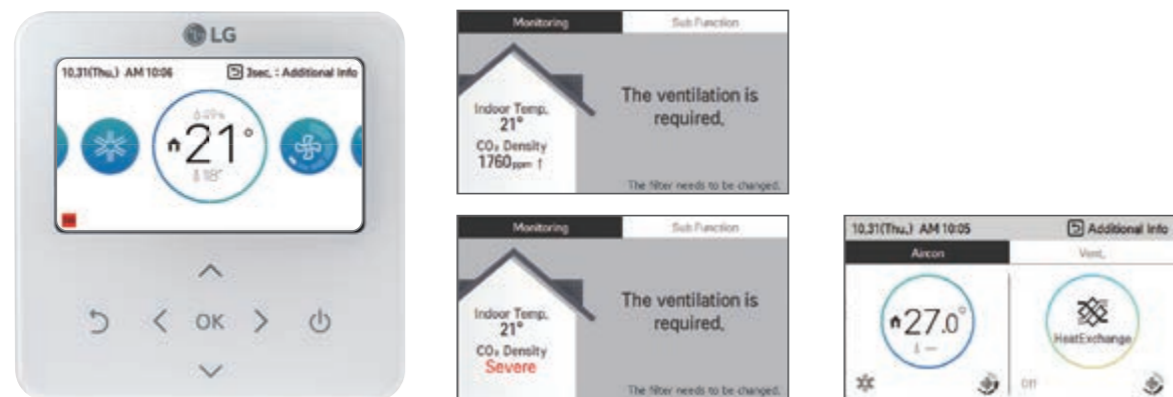 LG
10.31(Thu.) AM 10:06
3sec. : Additional Info
49%
21°
18°
OK
Monitoring
Sub Function
The ventilation is
required.
Indoor Temp.
21°
CO₂ Density
1760ppm ↑
The filter needs to be changed.
Monitoring
Sub Function
The ventilation is
required.
Indoor Temp.
21°
CO₂ Density
Severe
The filter needs to be changed.
10.31(Thu.) AM 10:05
Additional Info
Aircon
Vent.
27.0°
HeatExchange
Off